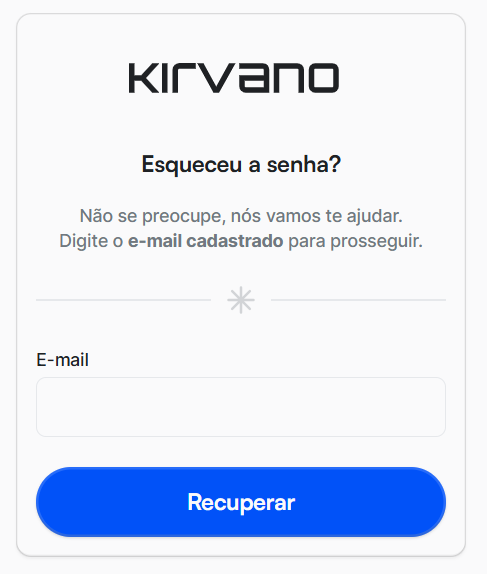 KIRVANO
Esqueceu a senha?
Não se preocupe, nós vamos te ajudar.
Digite o e-mail cadastrado para prosseguir.
E-mail
Recuperar